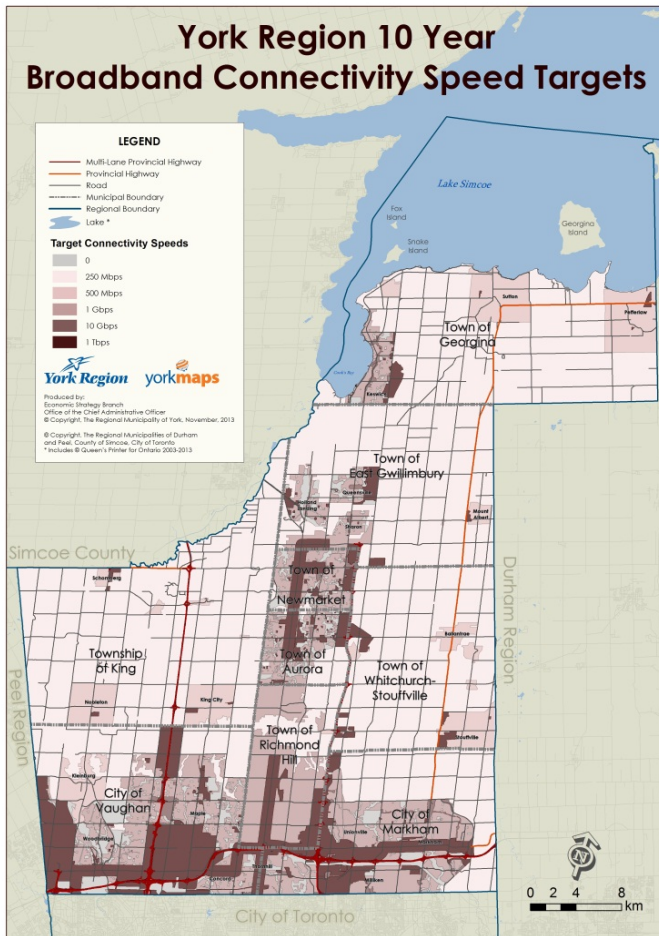 York Region 10 Year
Broadband Connectivity Speed Targets
LEGEND
Multi-Lane Provincial Highway
Provincial Highway
Road
Municipal Boundary
Regional Boundary
Lake *
Target Connectivity Speeds
0
250 Mbps
500 Mbps
1 Gbps
10 Gbps
1 Tbps
York Region
yorkmaps
Produced by:
Economic Strategy Branch
Office of the Chief Administrative Officer
© Copyright, The Regional Municipality of York, November, 2013
© Copyright, The Regional Municipalities of Durham
and Peel, County of Simcoe, City of Toronto
* Includes © Queen's Printer for Ontario 2003-2013
Lake Simcoe
Fox
Island
Georgina
Island
Snake
Island
Sutton
Pefferlaw
Town of
Georgina
Cook's Bay
Keswick
Town of
East Gwillimbury
Queensville
Holland
Landing
Sharon
Mount
Albert
Simcoe County
Schomberg
Town of
Newmarket
Durham Region
Ballantrae
Township
of King
Town of
Aurora
Town of
Whitchurch-
Stouffville
Peel Region
Nobleton
King City
Town of
Richmond
Hill
Stouffville
Kleinburg
City of
Vaughan
Maple
City of
Markham
Unionville
Woodbridge
Thornhill
Concord
Milliken
N
City of Toronto
0 2 4 8
km